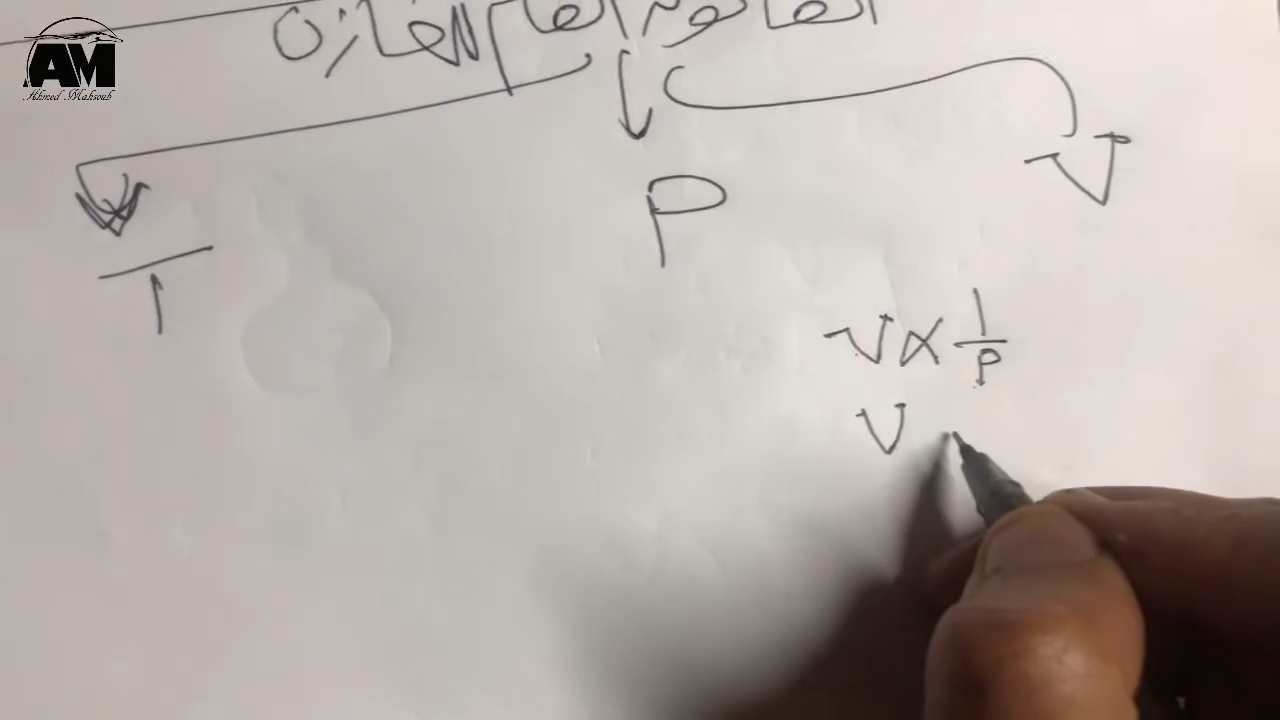 AM
Ahmed Mahsoub
القانون العام للغازات
T P V
V ∝ 1/P
V